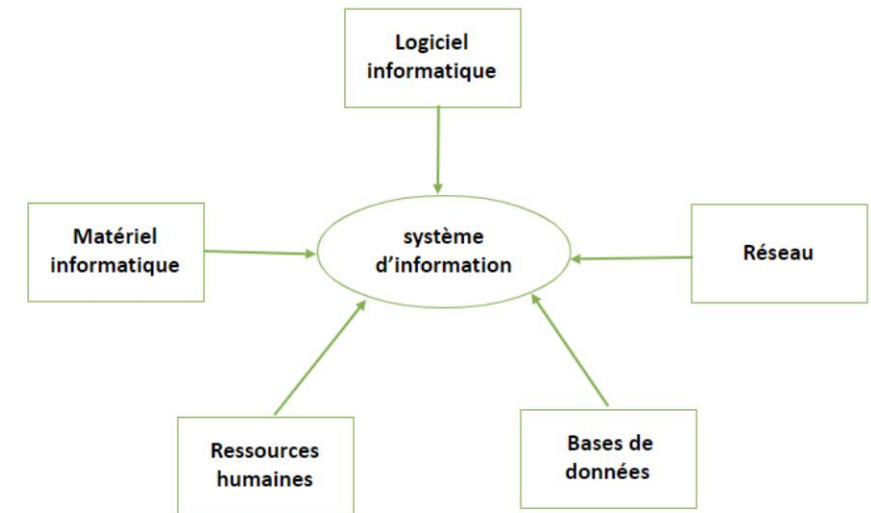 Logiciel
informatique
Matériel
informatique
système
d'information
Réseau
Ressources
humaines
Bases de
données